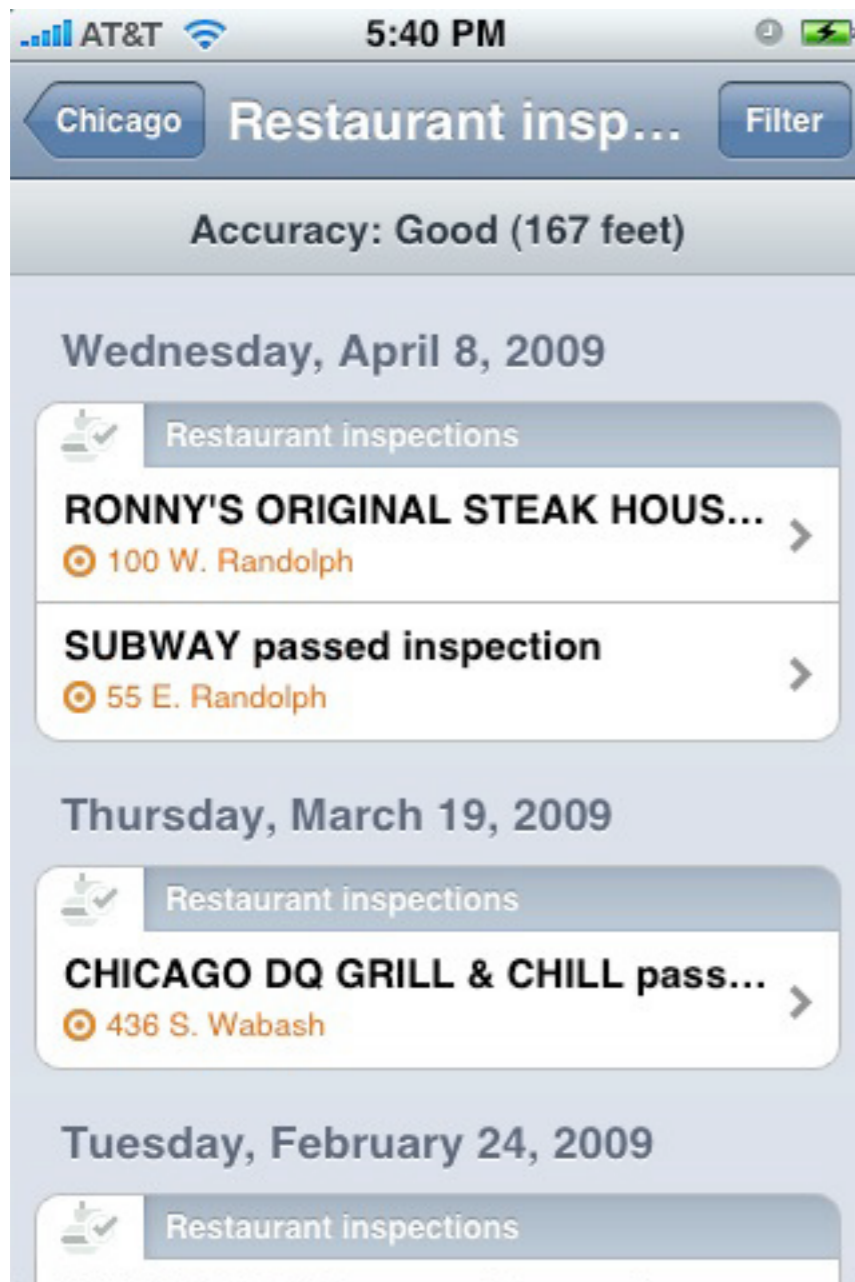 AT&T 5:40 PM
Chicago Restaurant insp... Filter
Accuracy: Good (167 feet)
Wednesday, April 8, 2009
Restaurant inspections
RONNY'S ORIGINAL STEAK HOUS...
100 W. Randolph
SUBWAY passed inspection
55 E. Randolph
Thursday, March 19, 2009
Restaurant inspections
CHICAGO DQ GRILL & CHILL pass...
436 S. Wabash
Tuesday, February 24, 2009
Restaurant inspections